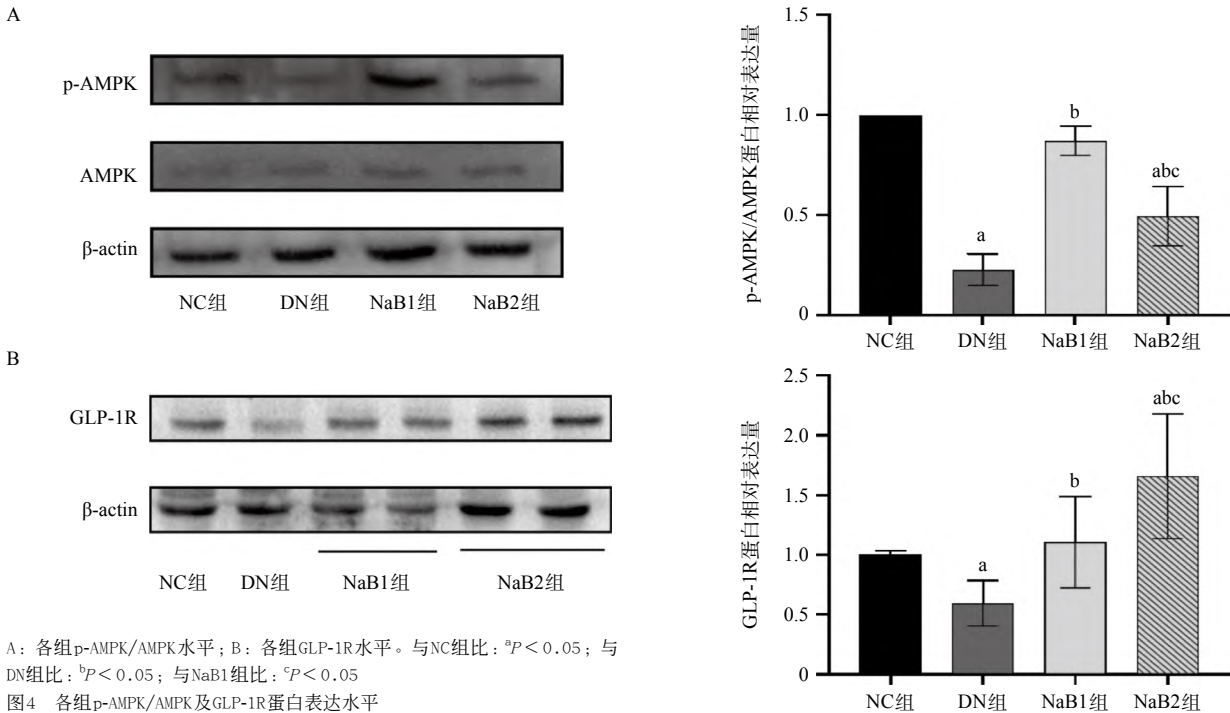 A
p-AMPK
AMPK
β-actin
NC组 DN组 NaB1组 NaB2组
p-AMPK/AMPK蛋白相对表达量
1.5
1.0
0.5
0
a
b
abc
NC组 DN组 NaB1组 NaB2组
B
GLP-1R
β-actin
NC组 DN组 NaB1组 NaB2组
GLP-1R蛋白相对表达量
2.5
2.0
1.5
1.0
0.5
0
a
b
abc
NC组 DN组 NaB1组 NaB2组
A：各组p-AMPK/AMPK水平；B：各组GLP-1R水平。与NC组比：ᵃP＜0.05；与
DN组比：ᵇP＜0.05；与NaB1组比：ᶜP＜0.05
图4 各组p-AMPK/AMPK及GLP-1R蛋白表达水平